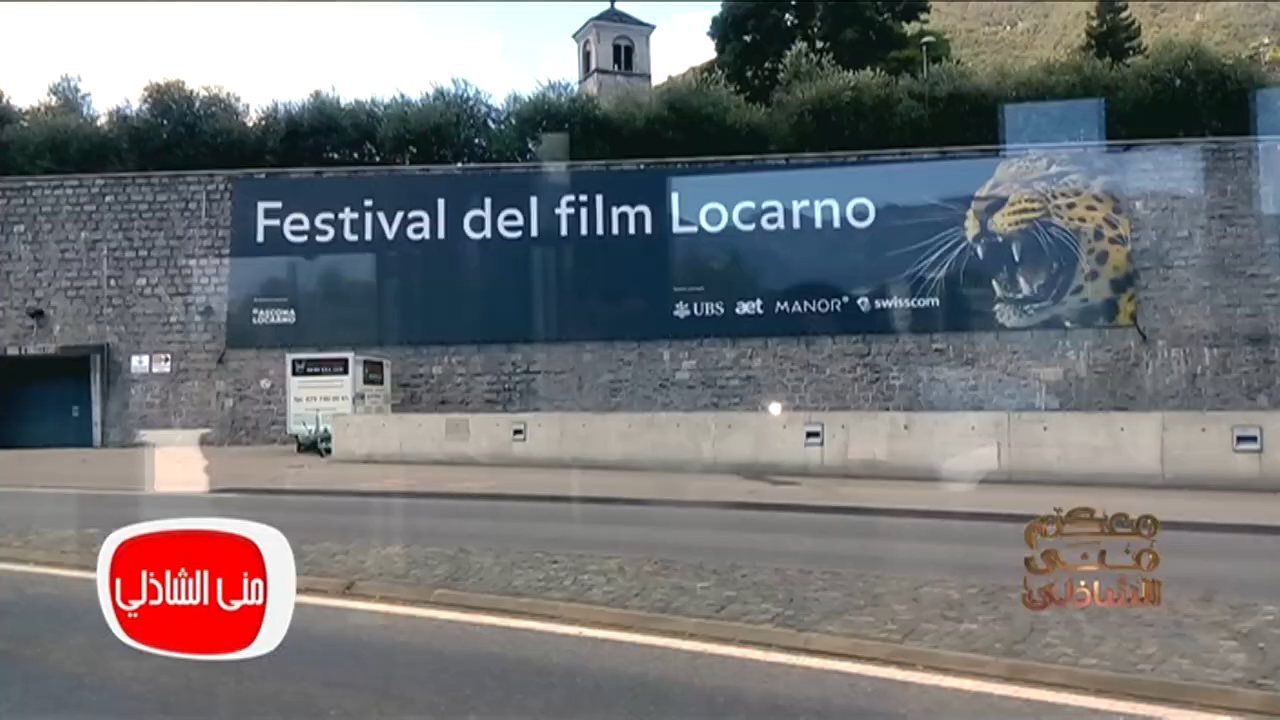 Festival del film Locarno
ASCONA
LOCARNO
UBS aet MANOR swisscom
منى الشاذلي
معكم
منى
الشاذلي